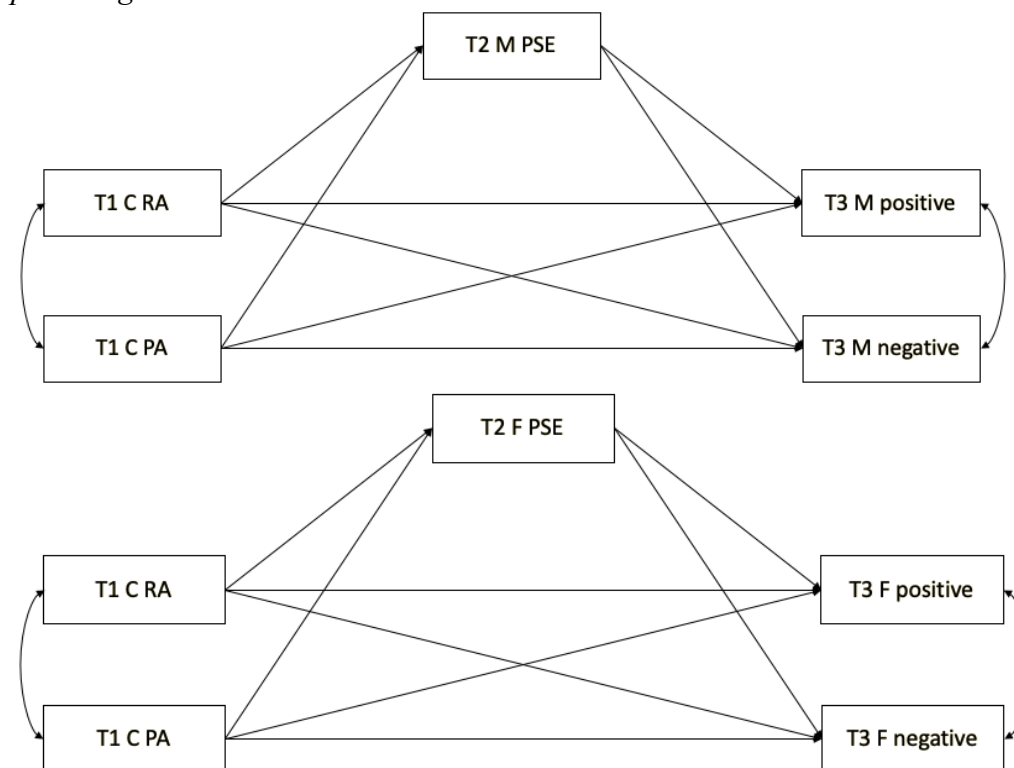 T2 M PSE
T1 C RA
T3 M positive
T1 C PA
T3 M negative
T2 F PSE
T1 C RA
T3 F positive
T1 C PA
T3 F negative